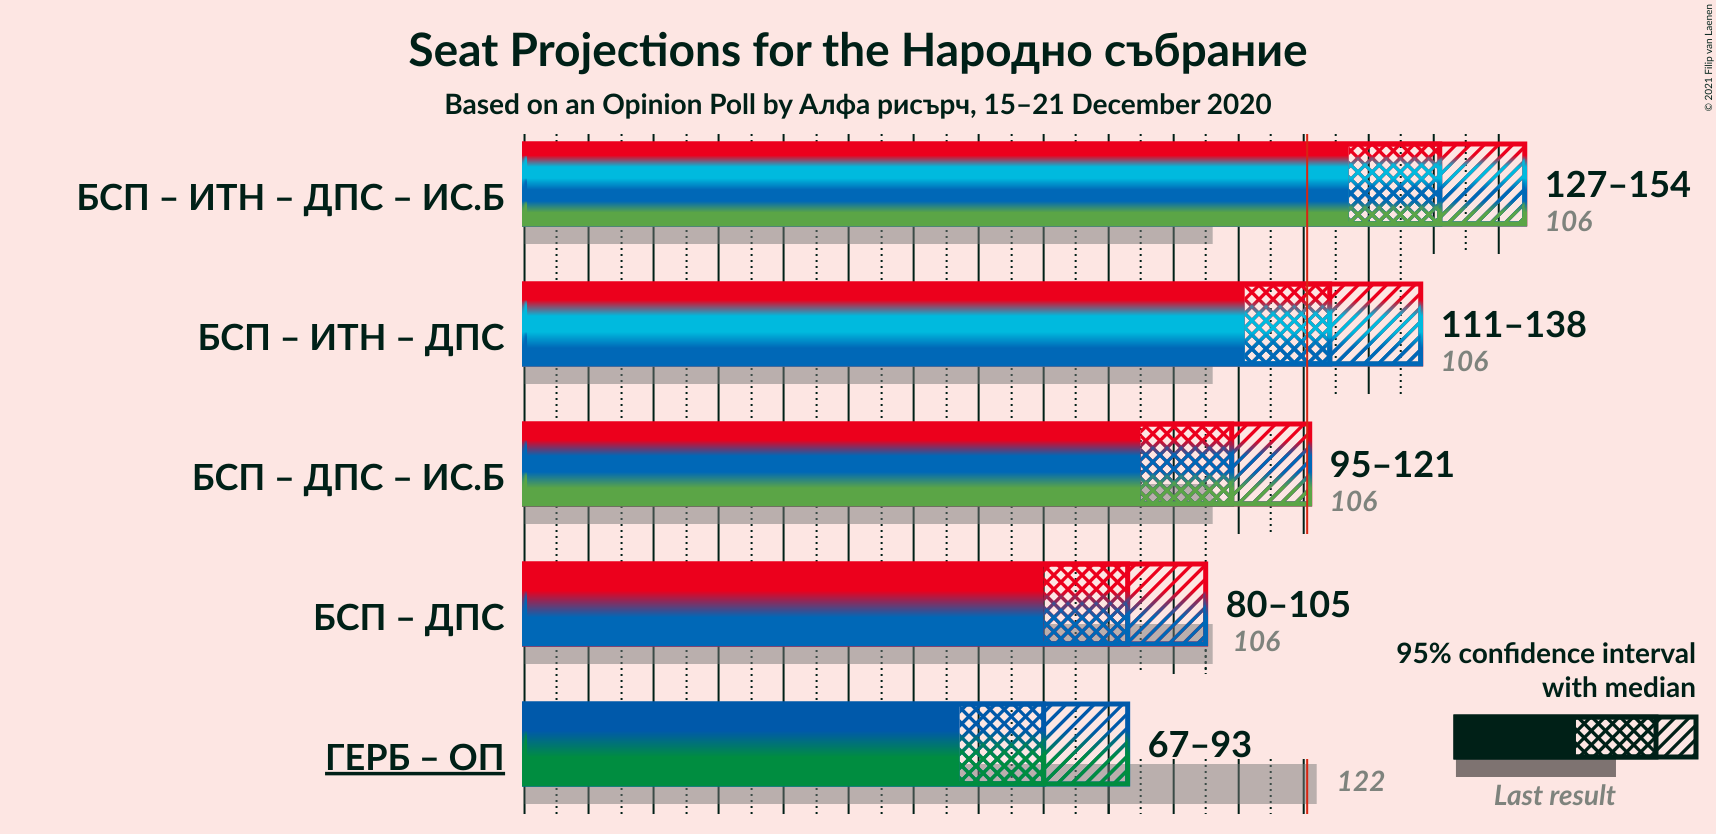 Seat Projections for the Народно събрание
Based on an Opinion Poll by Алфа рисърч, 15–21 December 2020
© 2021 Filip van Laenen
БСП – ИТН – ДПС – ИС.Б
127–154
106
БСП – ИТН – ДПС
111–138
106
БСП – ДПС – ИС.Б
95–121
106
БСП – ДПС
80–105
106
ГЕРБ – ОП
67–93
122
95% confidence interval
with median
Last result